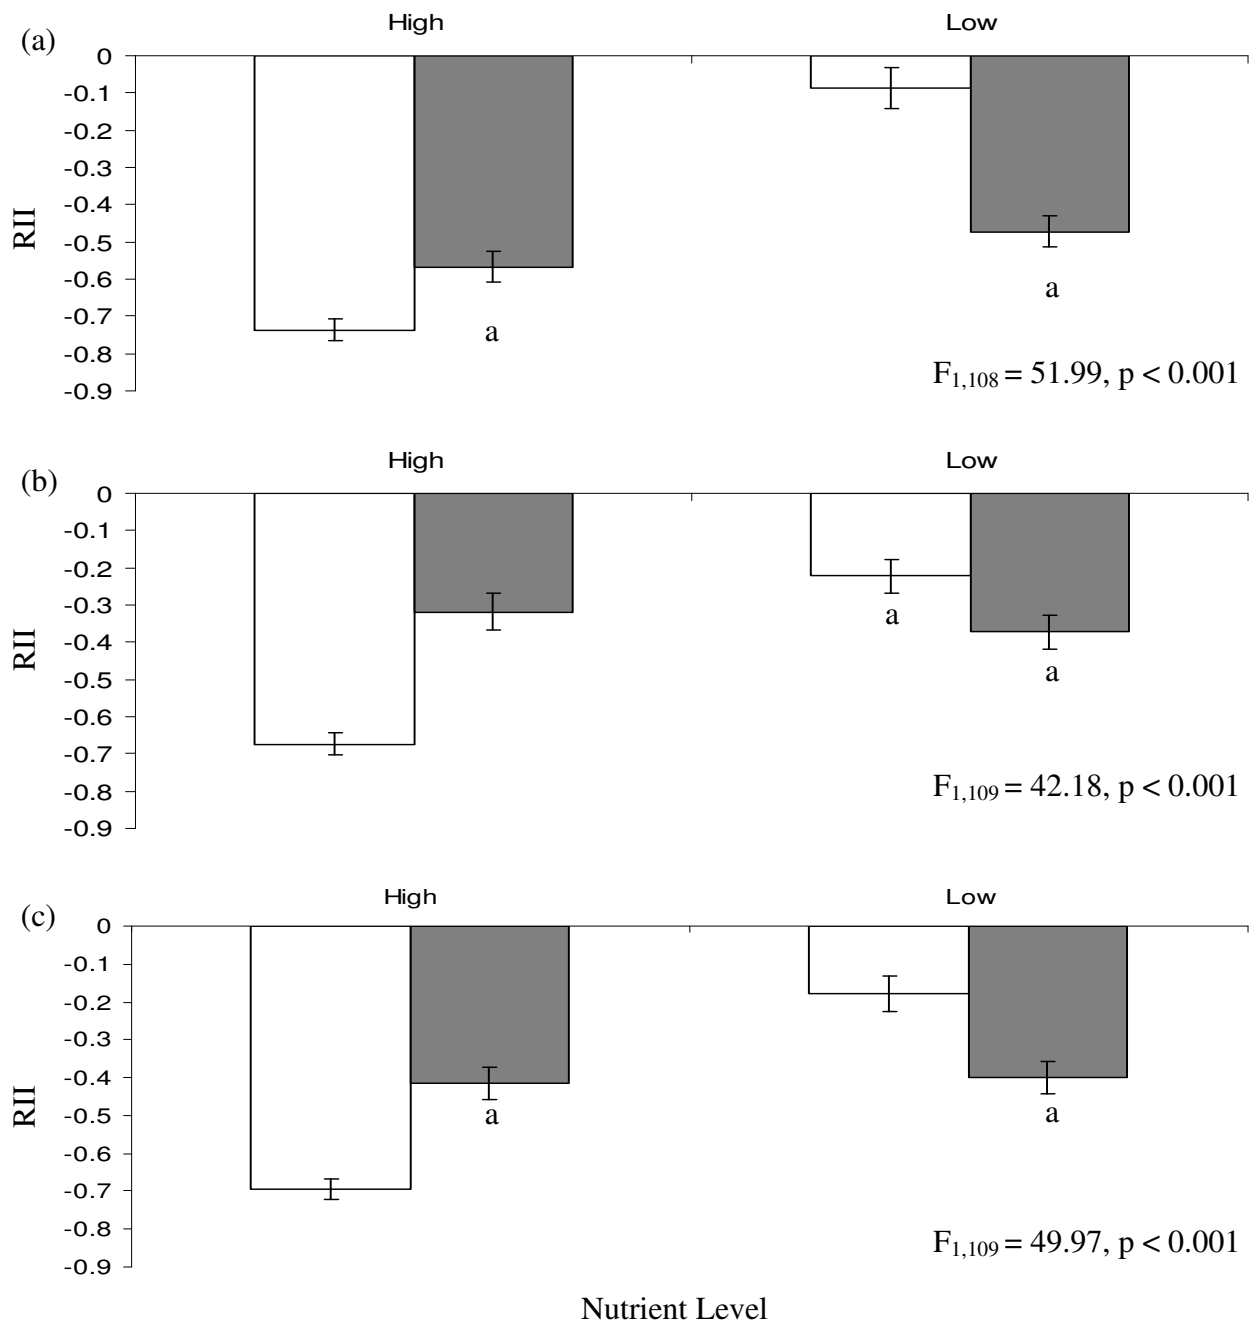 (a)
High
Low
0
-0.1
-0.2
-0.3
-0.4
-0.5
-0.6
-0.7
-0.8
-0.9
RII
a
a
F1,108 = 51.99, p < 0.001
(b)
High
Low
0
-0.1
-0.2
-0.3
-0.4
-0.5
-0.6
-0.7
-0.8
-0.9
RII
a
a
F1,109 = 42.18, p < 0.001
(c)
High
Low
0
-0.1
-0.2
-0.3
-0.4
-0.5
-0.6
-0.7
-0.8
-0.9
RII
a
a
F1,109 = 49.97, p < 0.001
Nutrient Level